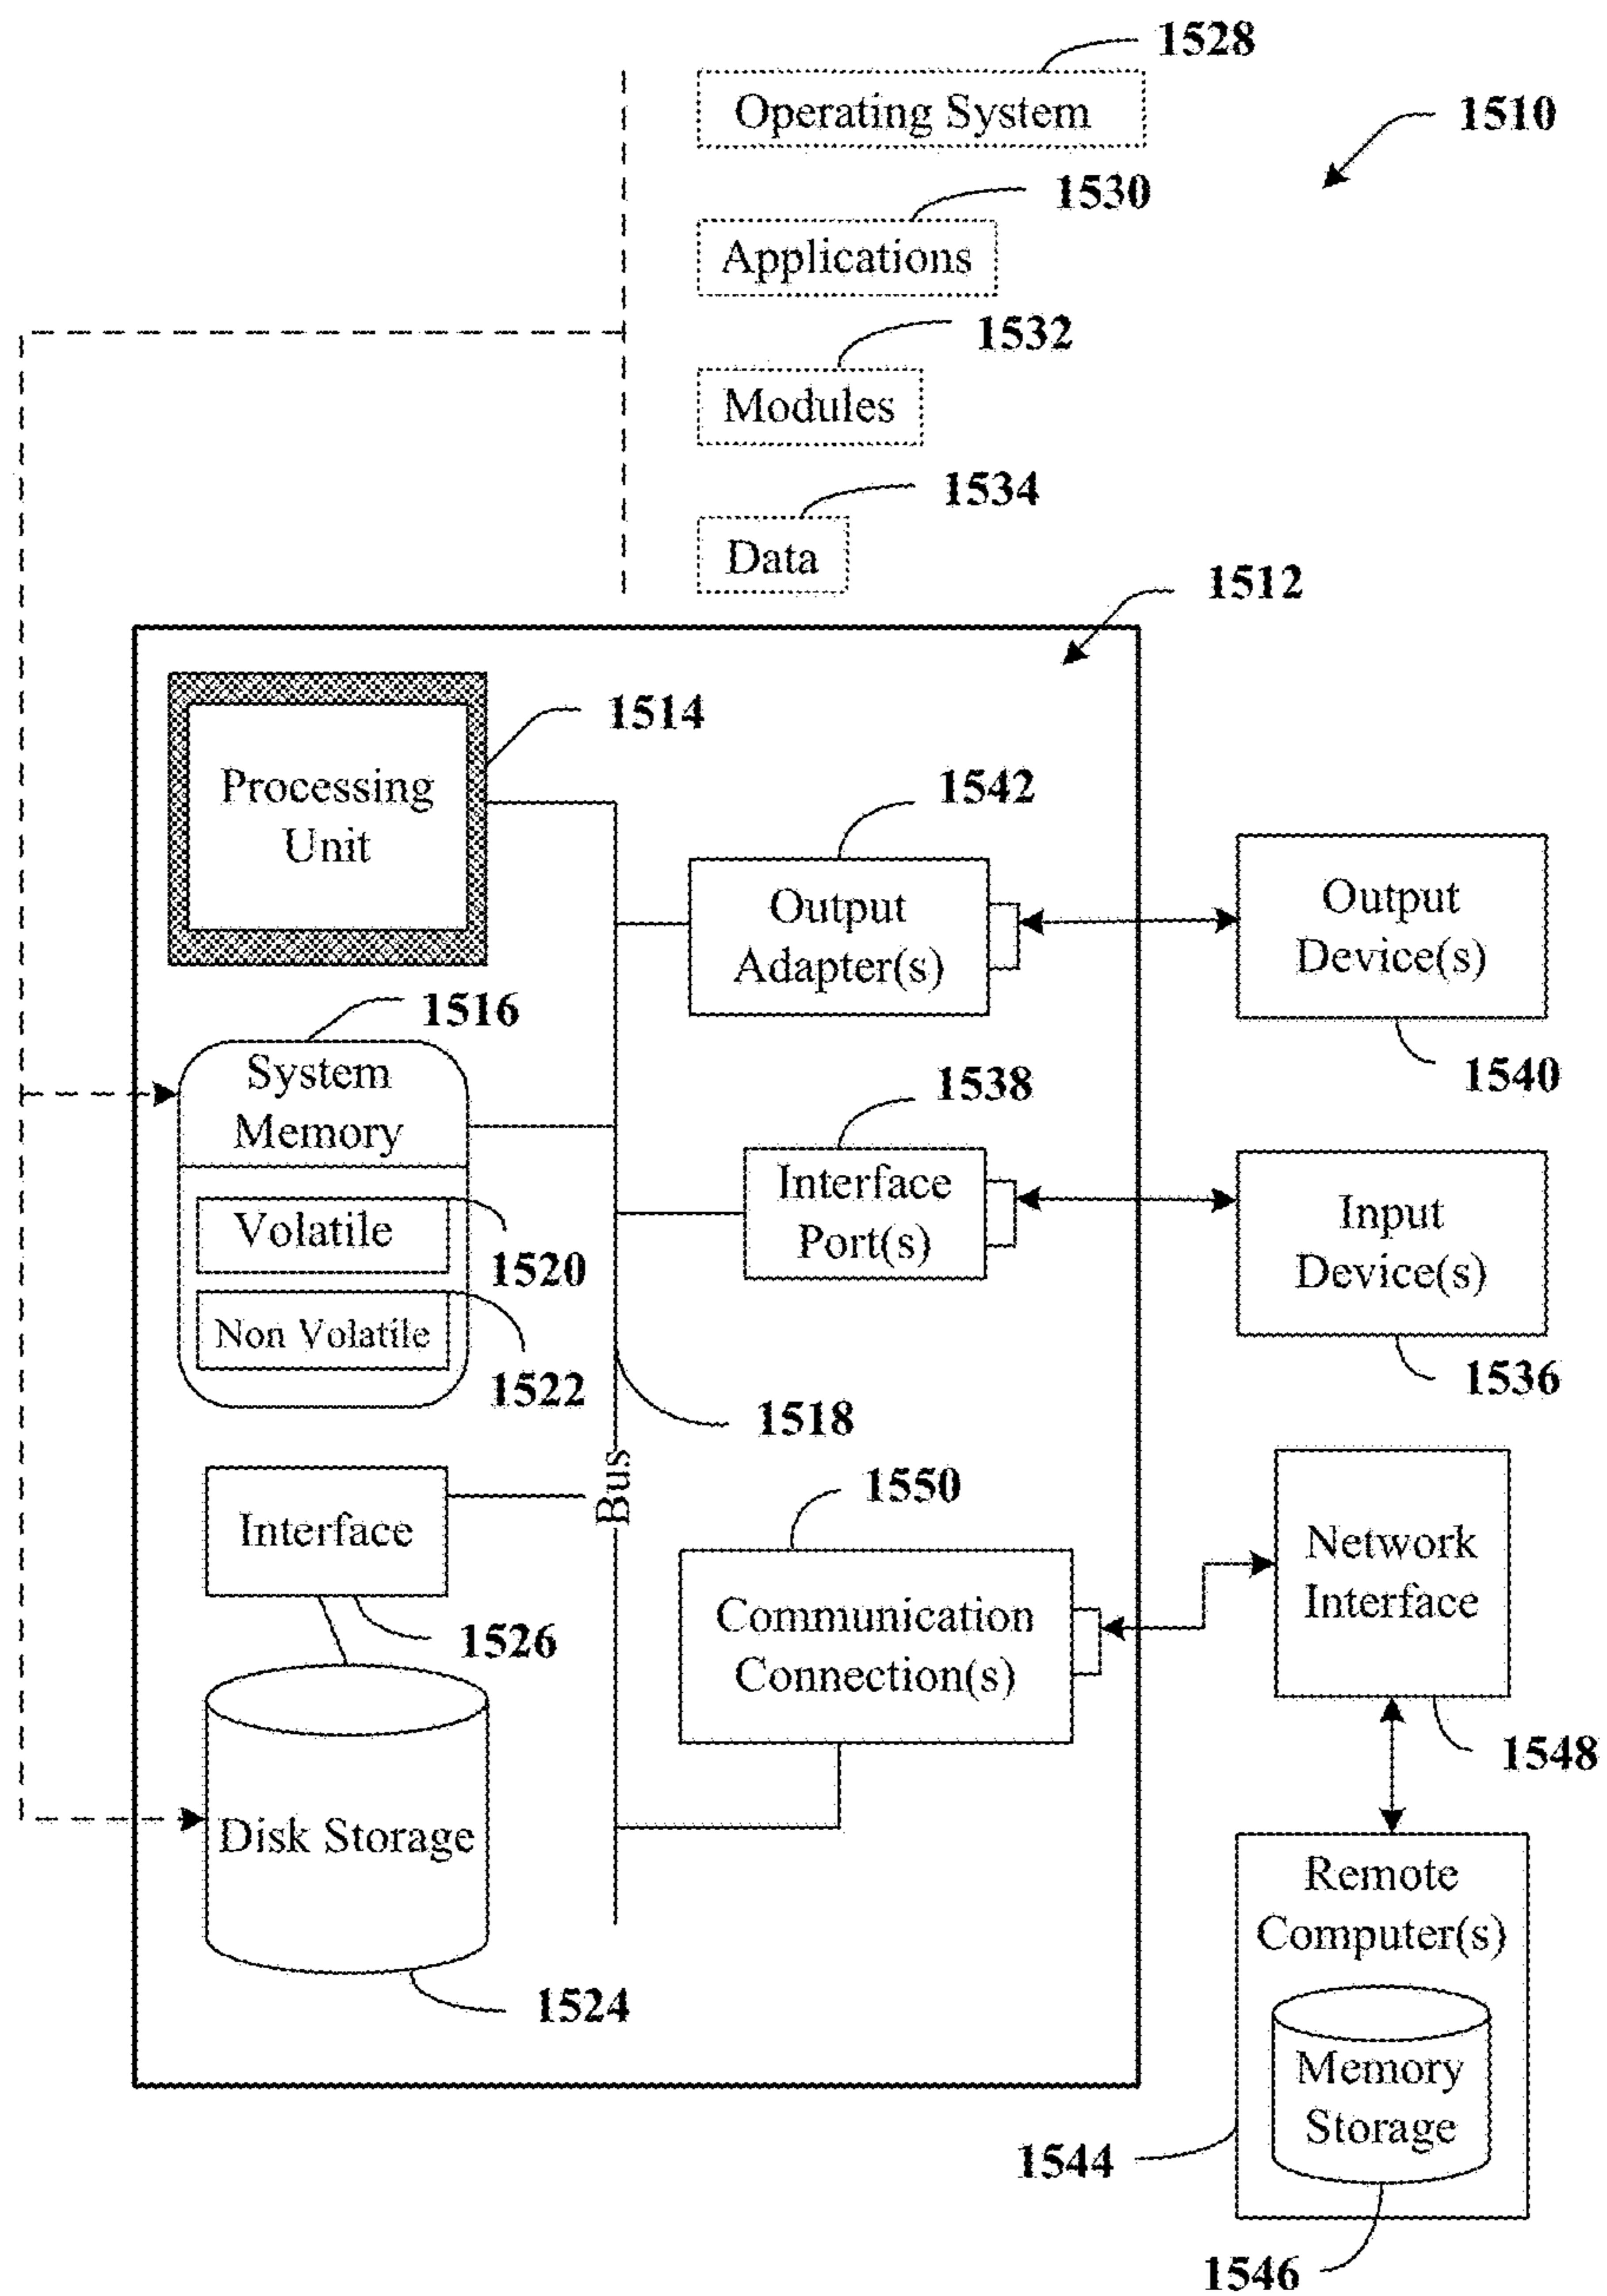 1528
Operating System
1510
1530
Applications
1532
Modules
1534
Data
1512
1514
Processing
Unit
1542
Output
Adapter(s)
Output
Device(s)
1540
1516
System
Memory
1538
Interface
Port(s)
Input
Device(s)
1536
Volatile
1520
Non Volatile
1522
1518
Bus
1550
Interface
1526
Communication
Connection(s)
Network
Interface
1548
Disk Storage
1524
Remote
Computer(s)
Memory
Storage
1544
1546